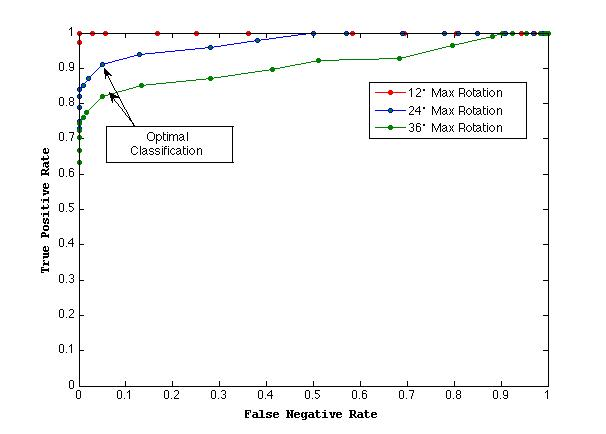 1
0.9
0.8
0.7
0.6
0.5
0.4
0.3
0.2
0.1
0
True Positive Rate
12° Max Rotation
24° Max Rotation
36° Max Rotation
Optimal
Classification
0 0.1 0.2 0.3 0.4 0.5 0.6 0.7 0.8 0.9 1
False Negative Rate